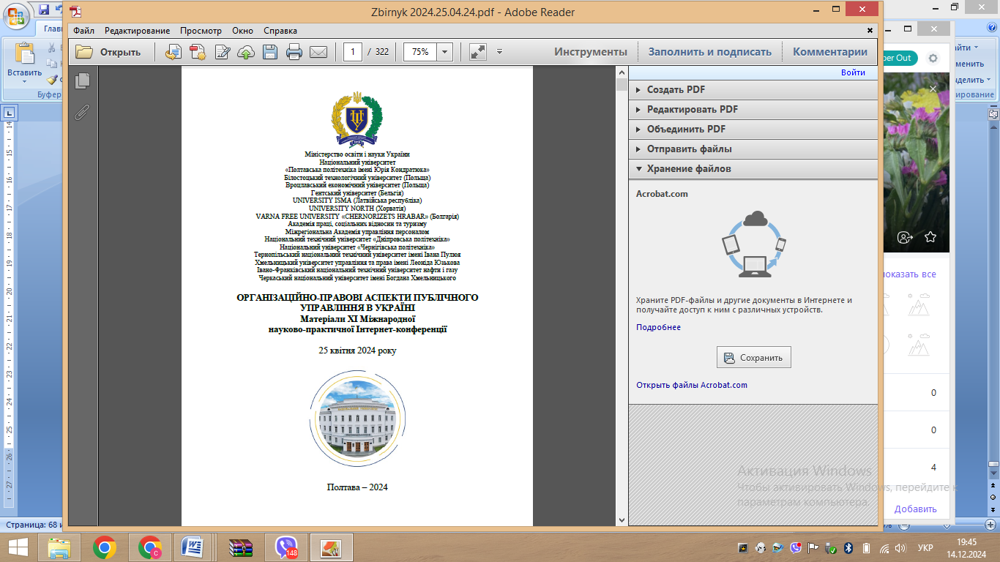 Zbirnyk 2024.25.04.24.pdf - Adobe Reader
Файл Редактирование Просмотр Окно Справка
Открыть 1 / 322 75% Инструменты Заполнить и подписать Комментарии
Вставить
Войти
Создать PDF
Редактировать PDF
Объединить PDF
Отправить файлы
Хранение файлов
Acrobat.com
Храните PDF-файлы и другие документы в Интернете и
получайте доступ к ним с различных устройств.
Подробнее
Сохранить
Открыть файлы Acrobat.com
Міністерство освіти і науки України
Національний університет
«Полтавська політехніка імені Юрія Кондратюка»
Білостоцький технологічний університет (Польща)
Вроцлавський економічний університет (Польща)
Гентський університет (Бельгія)
UNIVERSITY ISMA (Латвійська республіка)
UNIVERSITY NORTH (Хорватія)
VARNA FREE UNIVERSITY «CHERNORIZETS HRABAR» (Болгарія)
Академія праці, соціальних відносин та туризму
Міжрегіональна Академія управління персоналом
Національний технічний університет «Дніпровська політехніка»
Національний університет «Чернігівська політехніка»
Тернопільський національний технічний університет імені Івана Пулюя
Хмельницький університет управління та права імені Леоніда Юзькова
Івано-Франківський національний технічний університет нафти і газу
Черкаський національний університет імені Богдана Хмельницького
ОРГАНІЗАЦІЙНО-ПРАВОВІ АСПЕКТИ ПУБЛІЧНОГО
УПРАВЛІННЯ В УКРАЇНІ
Матеріали XI Міжнародної
науково-практичної Інтернет-конференції
25 квітня 2024 року
Полтава – 2024
per Out
показать все
0
0
4
Добавить
Активация Windows
Чтобы активировать Windows, перейдите к
параметрам компьютера.
Страница: 68 и
148
УКР
19:45
14.12.2024